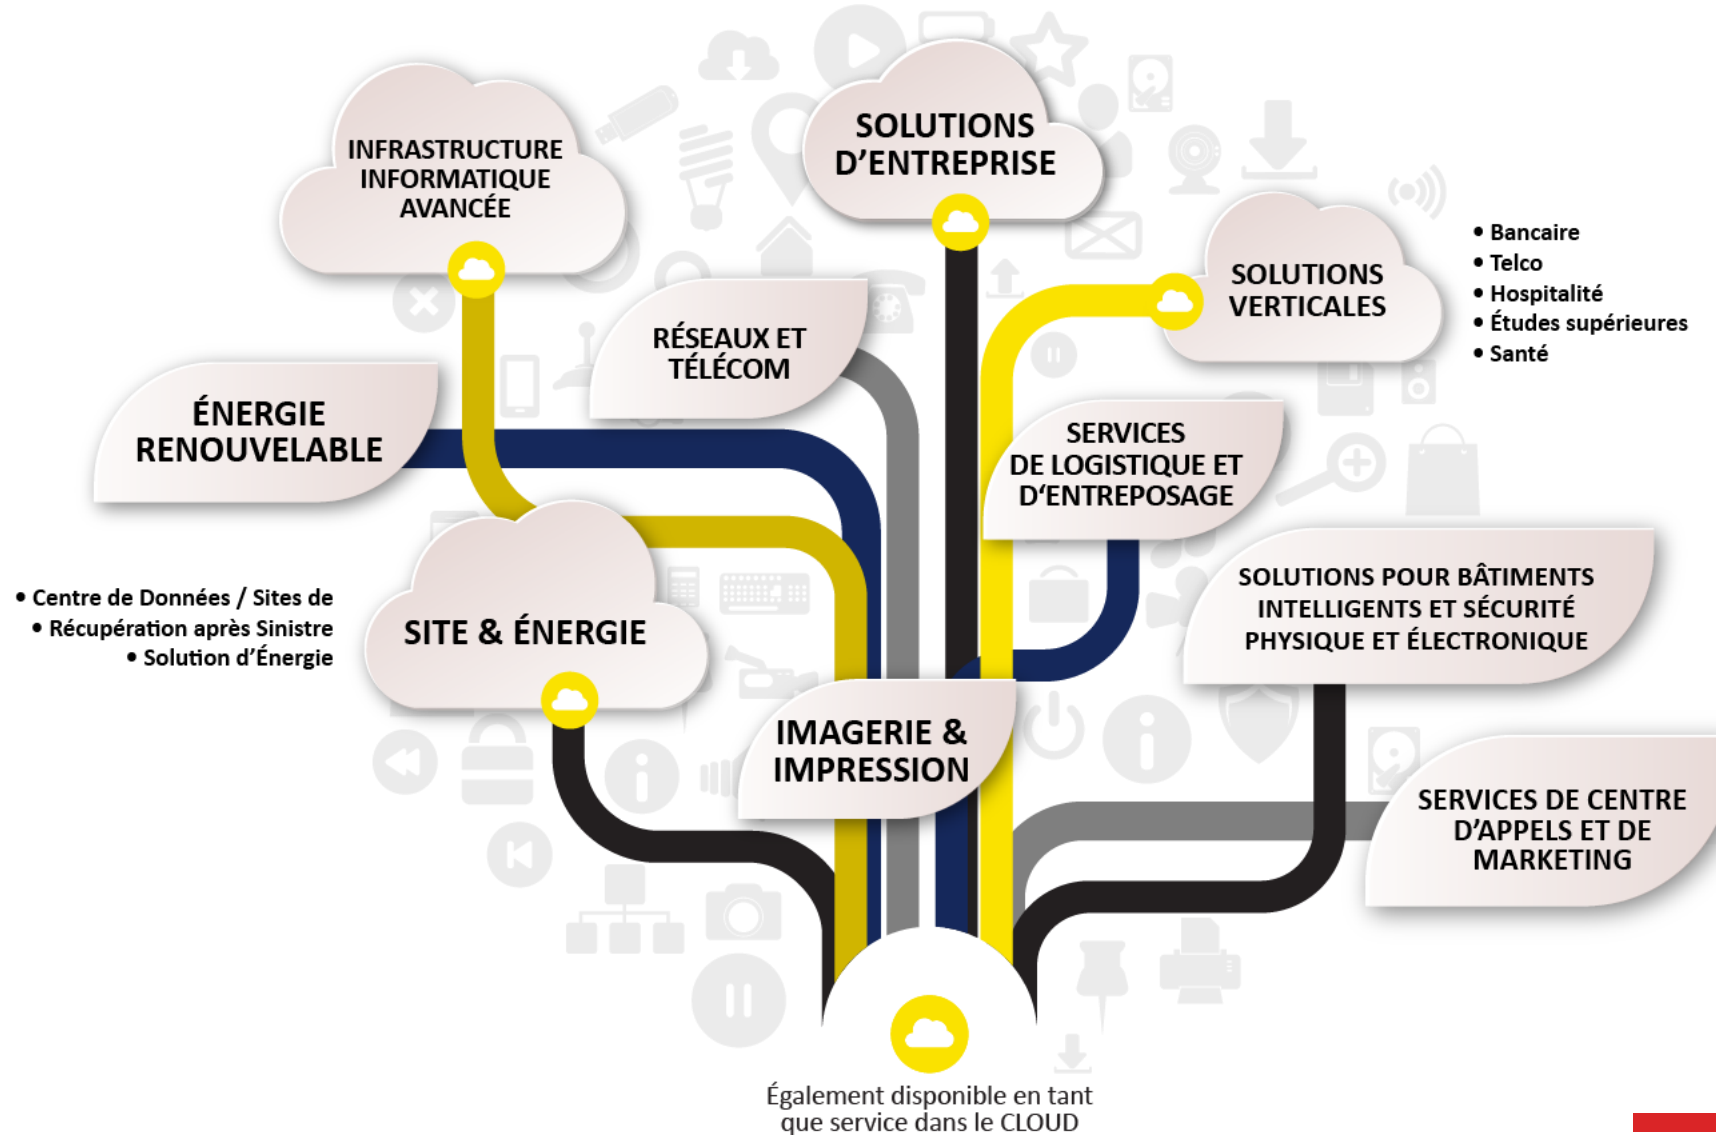 INFRASTRUCTURE
INFORMATIQUE
AVANCÉE
SOLUTIONS
D’ENTREPRISE
SOLUTIONS
VERTICALES
• Bancaire
• Telco
• Hospitalité
• Études supérieures
• Santé
RÉSEAUX ET
TÉLÉCOM
ÉNERGIE
RENOUVELABLE
SERVICES
DE LOGISTIQUE ET
D‘ENTREPOSAGE
• Centre de Données / Sites de
• Récupération après Sinistre
• Solution d’Énergie
SITE & ÉNERGIE
SOLUTIONS POUR BÂTIMENTS
INTELLIGENTS ET SÉCURITÉ
PHYSIQUE ET ÉLECTRONIQUE
IMAGERIE &
IMPRESSION
SERVICES DE CENTRE
D’APPELS ET DE
MARKETING
Également disponible en tant
que service dans le CLOUD